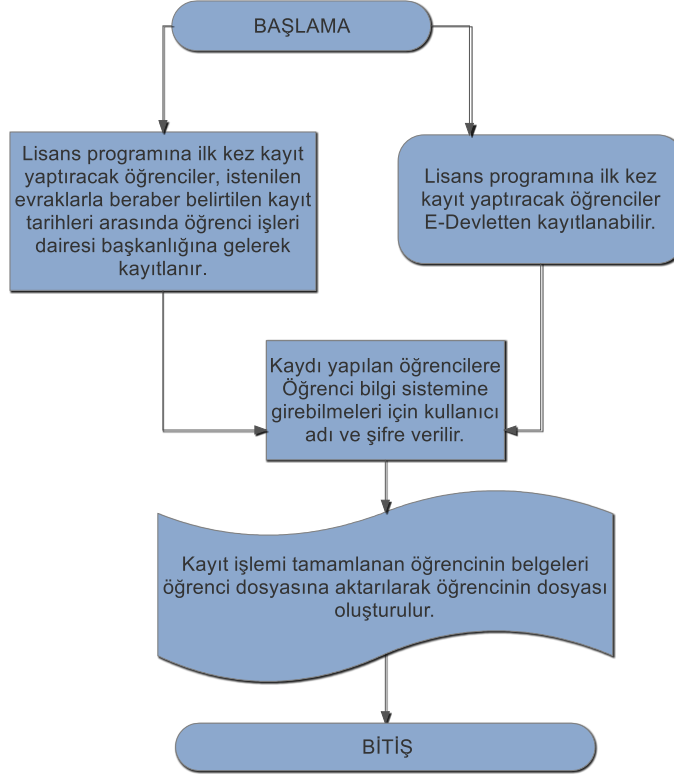 BAŞLAMA
Lisans programına ilk kez kayıt
yaptıracak öğrenciler, istenilen
evraklarla beraber belirtilen kayıt
tarihleri arasında öğrenci işleri
dairesi başkanlığına gelerek
kayıtlanır.
Lisans programına ilk kez
kayıt yaptıracak öğrenciler
E-Devletten kayıtlanabilir.
Kaydı yapılan öğrencilere
Öğrenci bilgi sistemine
girebilmeleri için kullanıcı
adı ve şifre verilir.
Kayıt işlemi tamamlanan öğrencinin belgeleri
öğrenci dosyasına aktarılarak öğrencinin dosyası
oluşturulur.
BİTİŞ